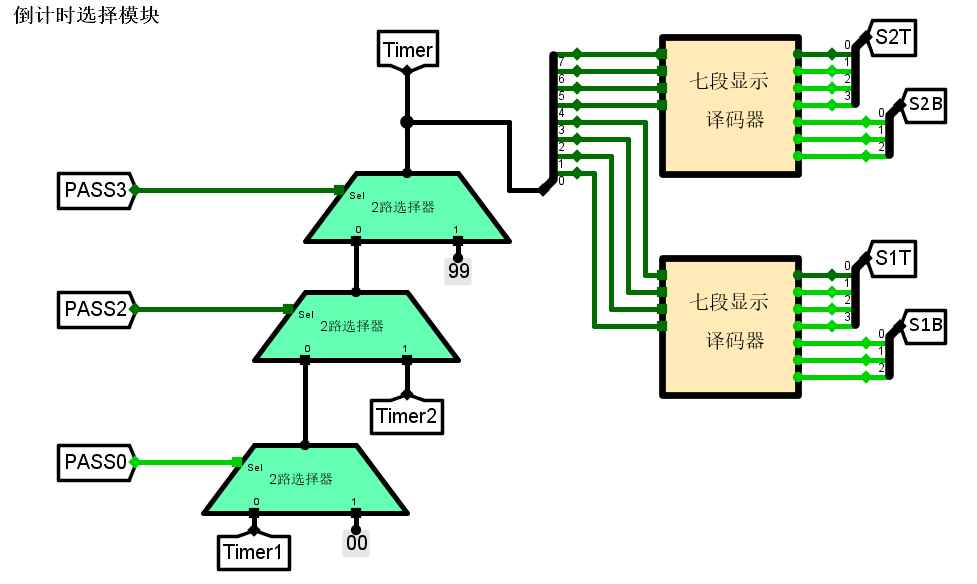 倒计时选择模块
Timer
PASS3
Sel
2路选择器
0 1
99
PASS2
Sel
2路选择器
0 1
Timer2
PASS0
Sel
2路选择器
0 1
Timer1
00
7
6
5
4
3
2
1
0
七段显示
译码器
0
1
2
3
S2T
0
1
2
S2B
七段显示
译码器
0
1
2
3
S1T
0
1
2
S1B